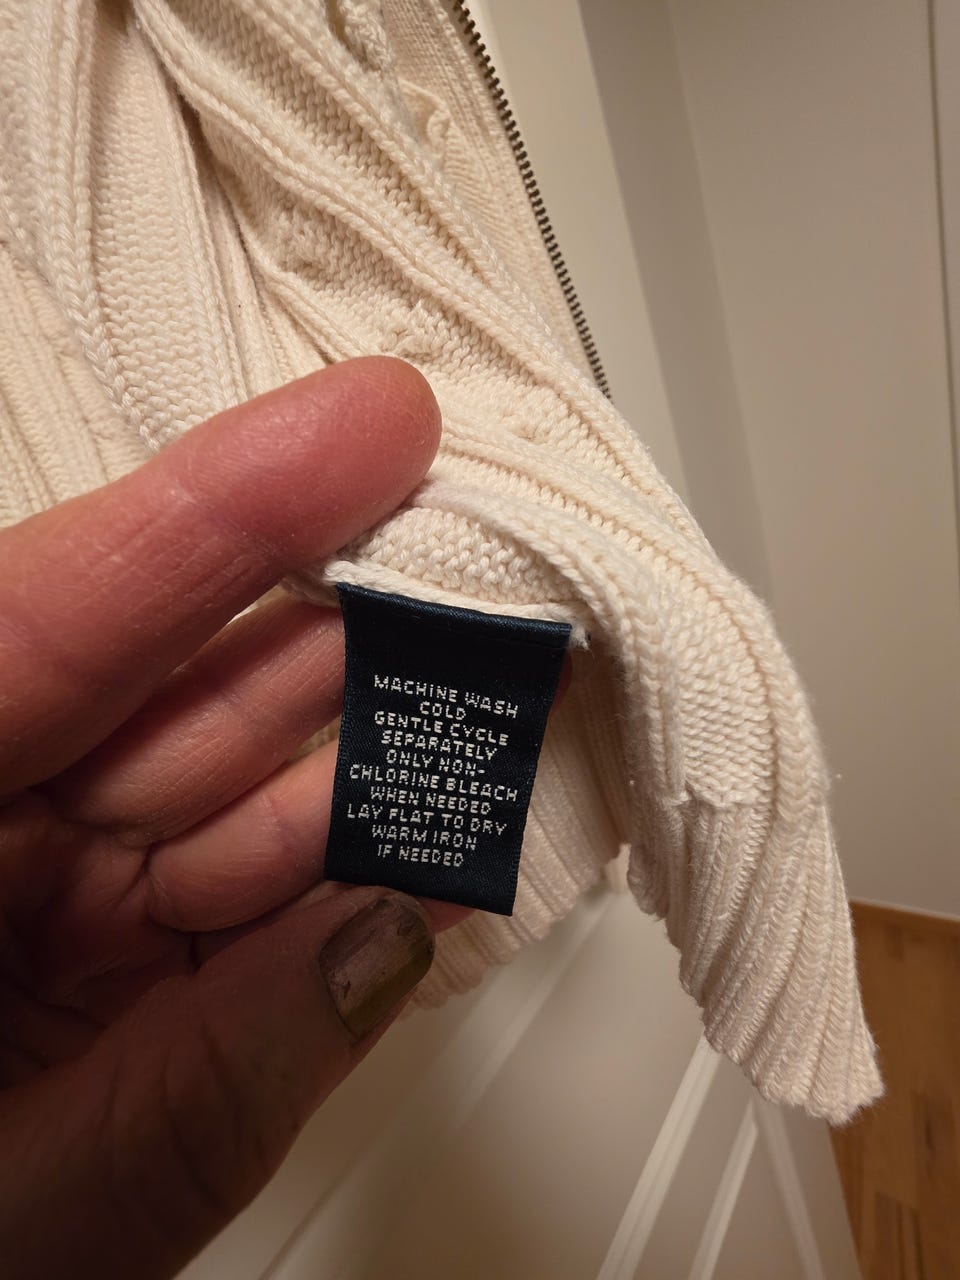 MACHINE WASH
COLD
GENTLE CYCLE
SEPARATELY
ONLY NON-
CHLORINE BLEACH
WHEN NEEDED
LAY FLAT TO DRY
WARM IRON
IF NEEDED